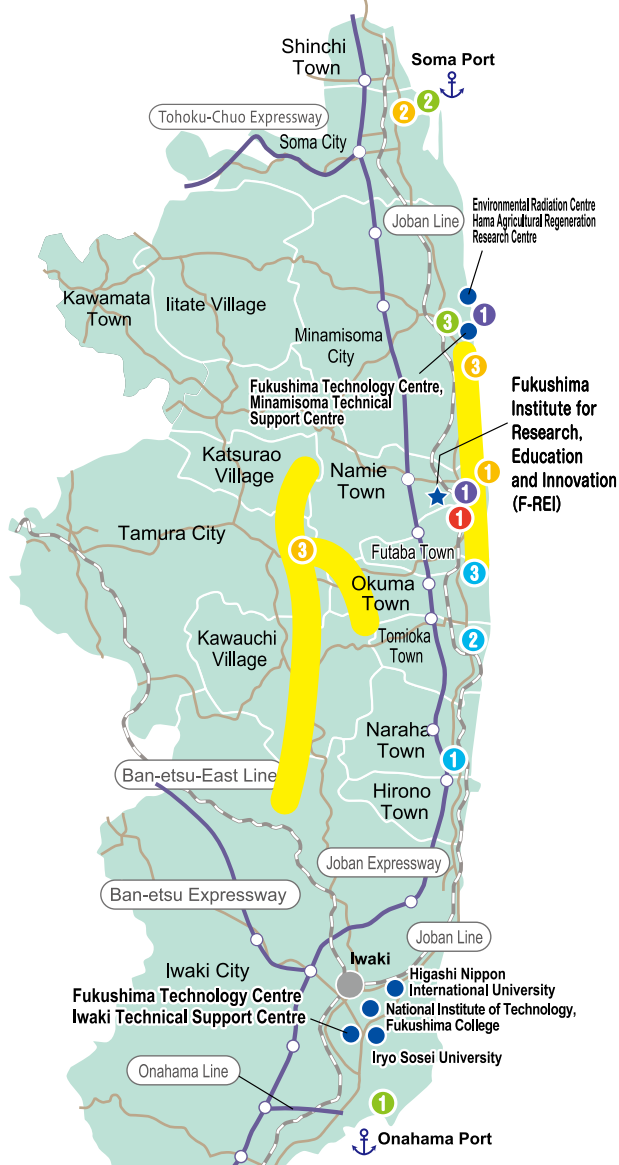 Shinchi
Town
Soma Port
2
2
Tohoku-Chuo Expressway
Soma City
Joban Line
Environmental Radiation Centre
Hama Agricultural Regeneration
Research Centre
Kawamata
Town
Iitate Village
1
3
Minamisoma
City
3
Fukushima Technology Centre,
Minamisoma Technical
Support Centre
Fukushima
Institute for
Research,
Education
and Innovation
(F-REI)
Katsurao
Village
Namie
Town
1
1
1
Tamura City
3
Futaba Town
3
Okuma
Town
Kawauchi
Village
Tomioka
Town
2
Naraha
Town
1
Ban-etsu-East Line
Hirono
Town
Joban Expressway
Ban-etsu Expressway
Joban Line
Iwaki
Iwaki City
Higashi Nippon
International University
Fukushima Technology Centre
Iwaki Technical Support Centre
National Institute of Technology,
Fukushima College
Iryo Sosei University
Onahama Line
1
Onahama Port